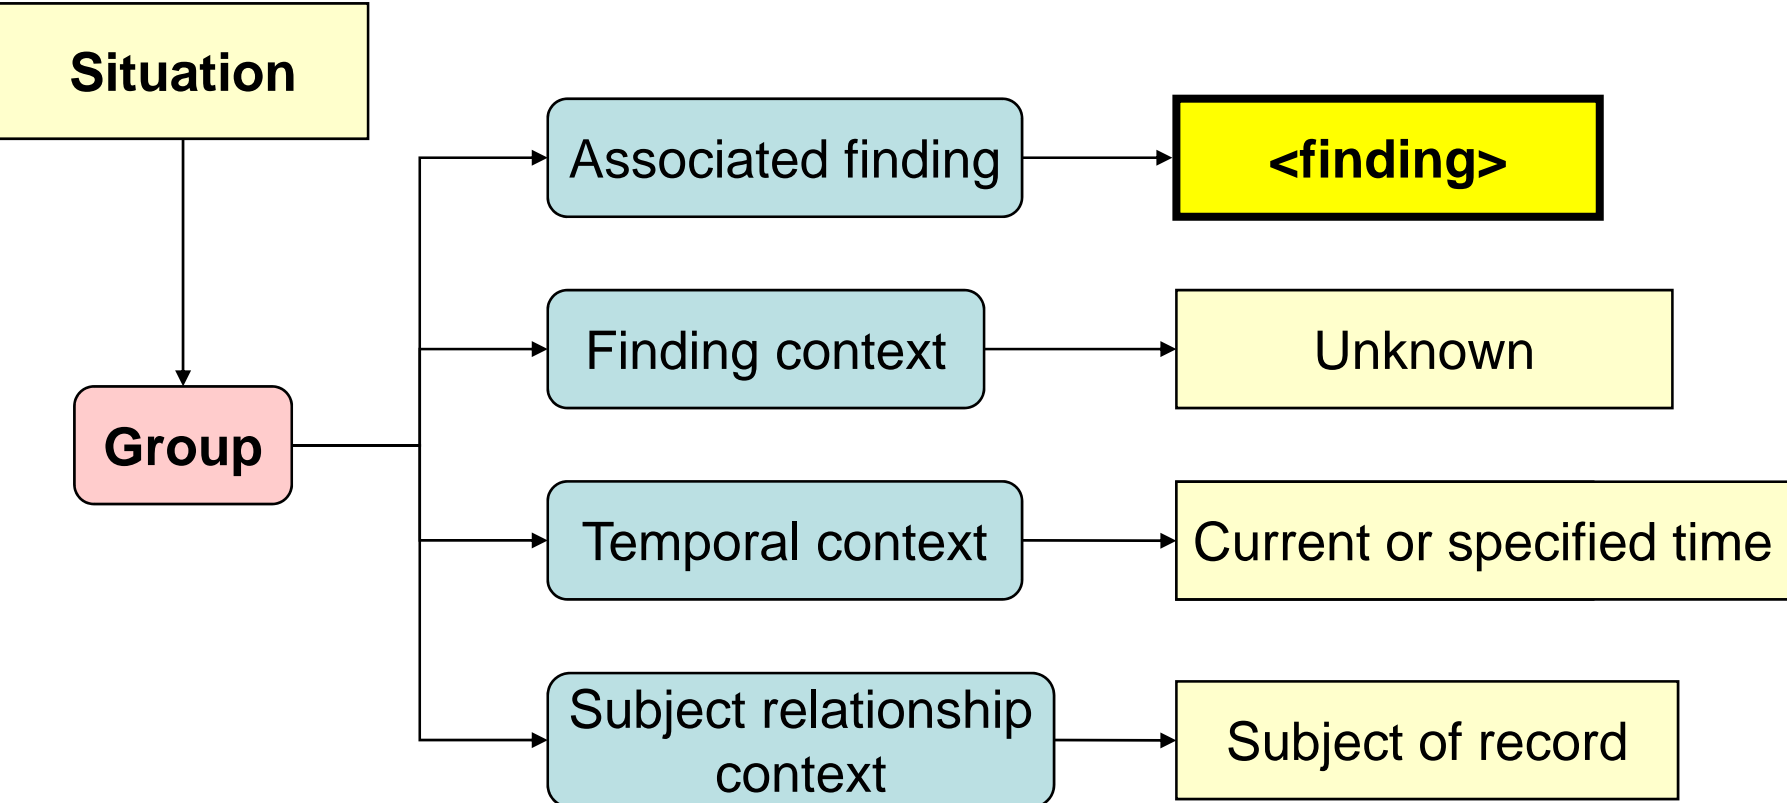 Situation
Associated finding
<finding>
Finding context
Unknown
Group
Temporal context
Current or specified time
Subject relationship
context
Subject of record